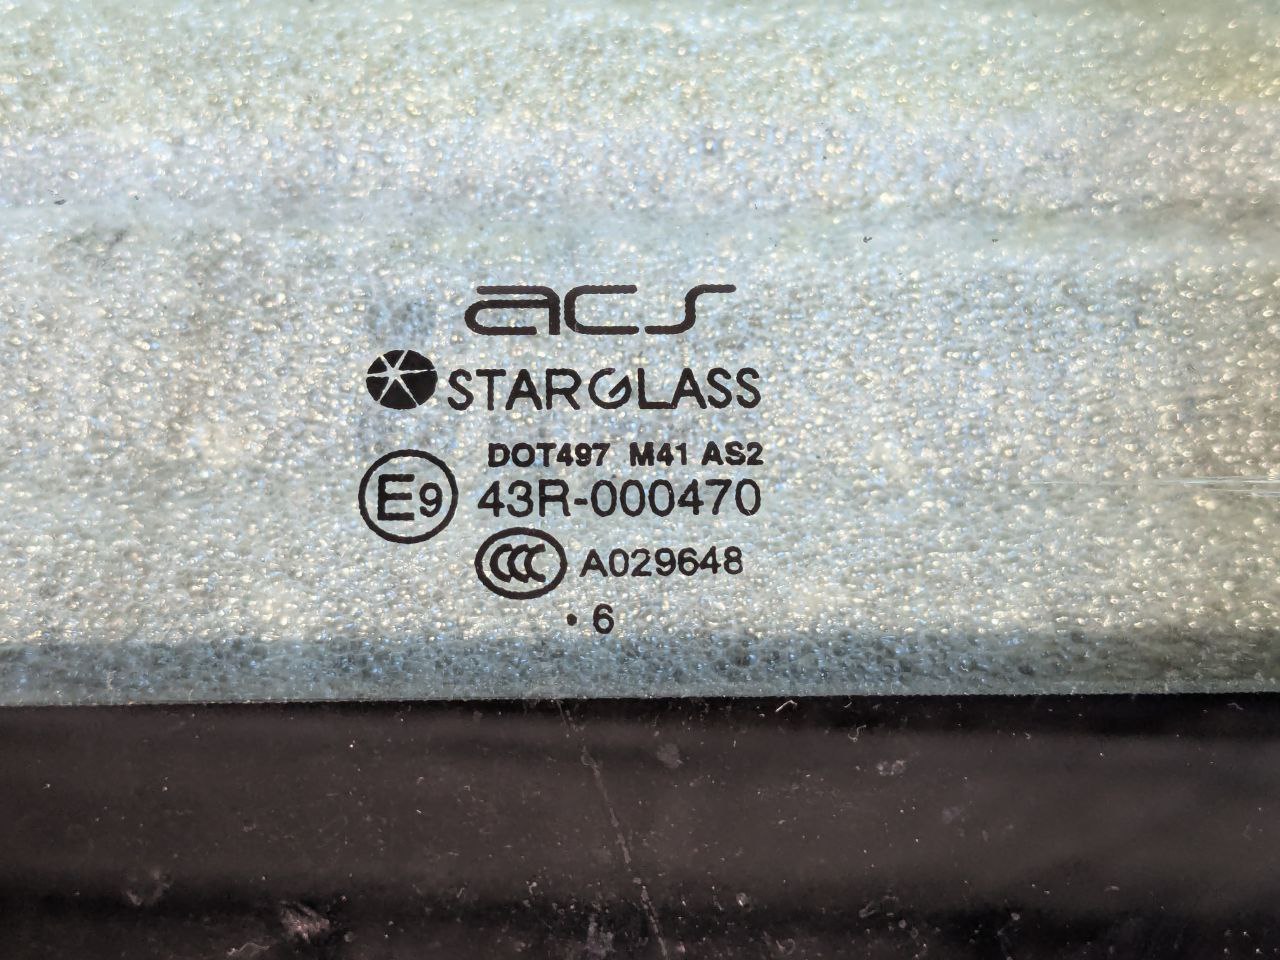 acs
STARGLASS
DOT497 M41 AS2
E9 43R-000470
CCC A029648
. 6